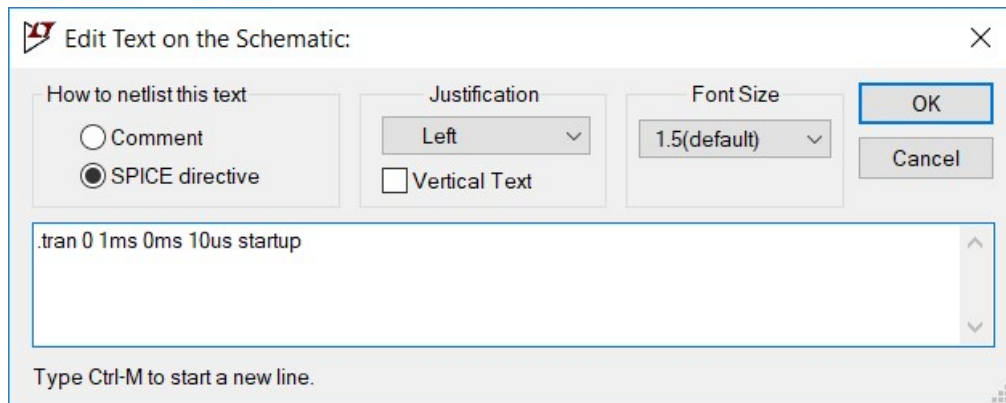 Edit Text on the Schematic:
How to netlist this text
Comment
SPICE directive
Justification
Left
Vertical Text
Font Size
1.5(default)
OK
Cancel
.tran 0 1ms 0ms 10us startup
Type Ctrl-M to start a new line.